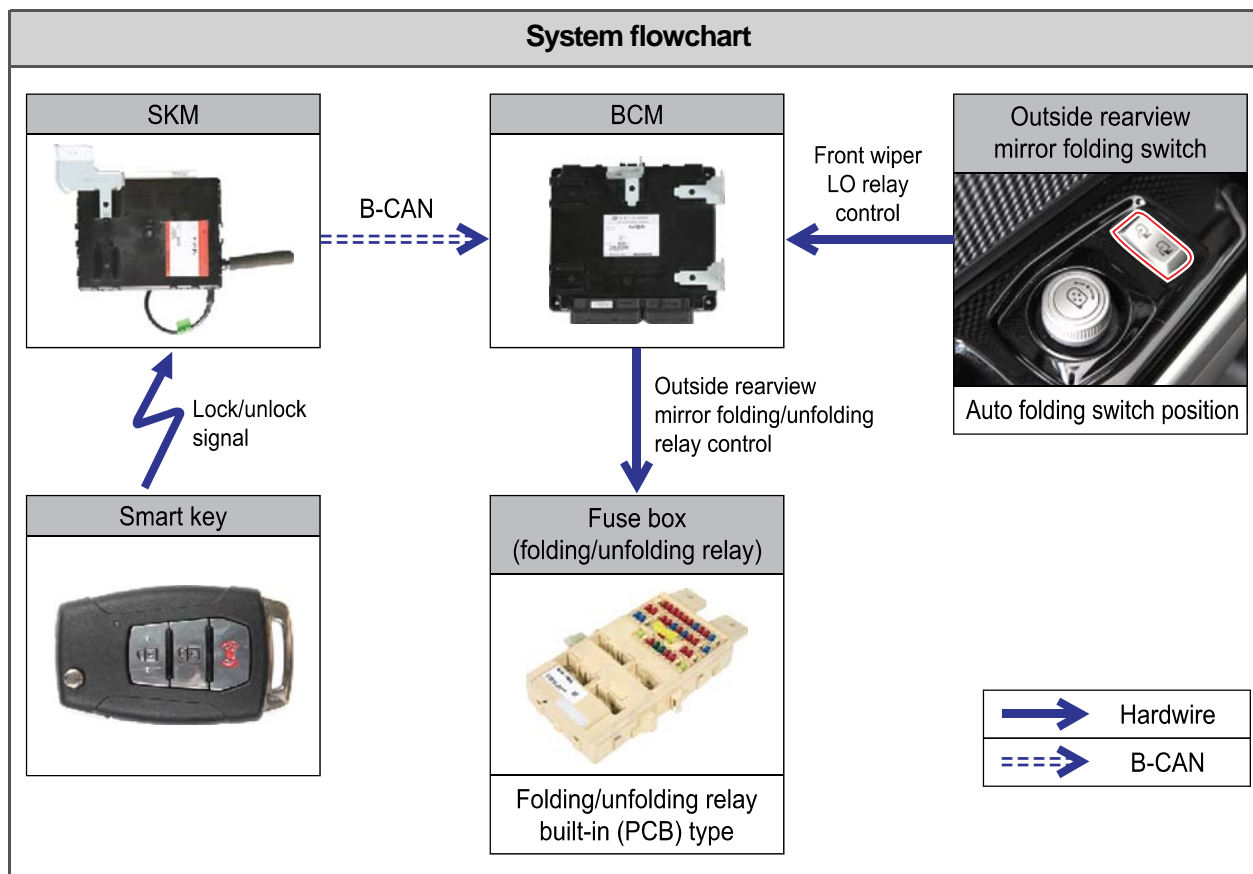 System flowchart
SKM
B-CAN
BCM
Front wiper
LO relay
control
Outside rearview
mirror folding switch
Auto folding switch position
Lock/unlock
signal
Outside rearview
mirror folding/unfolding
relay control
Smart key
Fuse box
(folding/unfolding relay)
Folding/unfolding relay
built-in (PCB) type
Hardwire
B-CAN